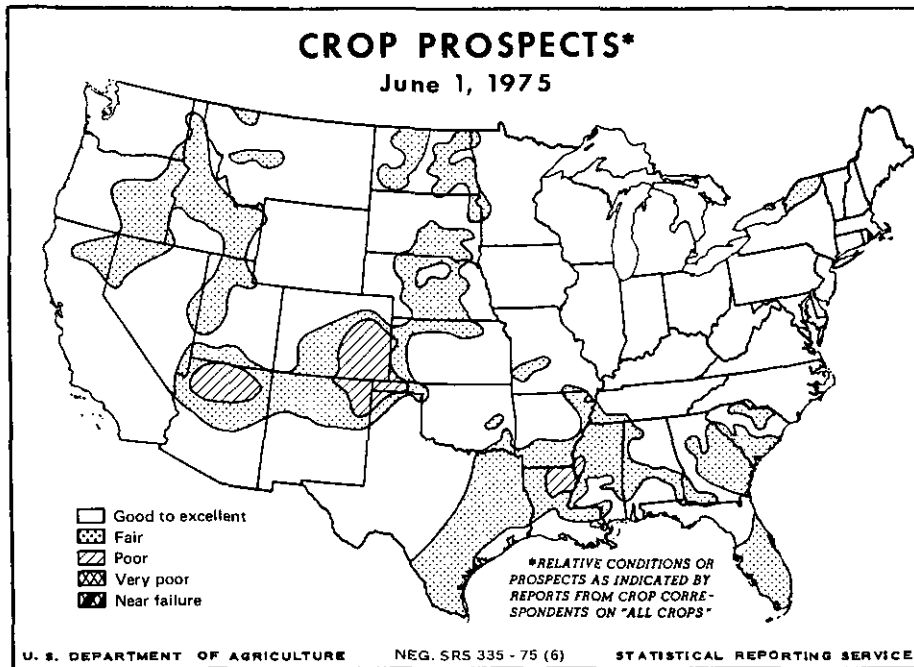 CROP PROSPECTS*
June 1, 1975
Good to excellent
Fair
Poor
Very poor
Near failure
*RELATIVE CONDITIONS OR
PROSPECTS AS INDICATED BY
REPORTS FROM CROP CORRE-
SPONDENTS ON "ALL CROPS"
U. S. DEPARTMENT OF AGRICULTURE NEG. SRS 335 - 75 (6) STATISTICAL REPORTING SERVICE